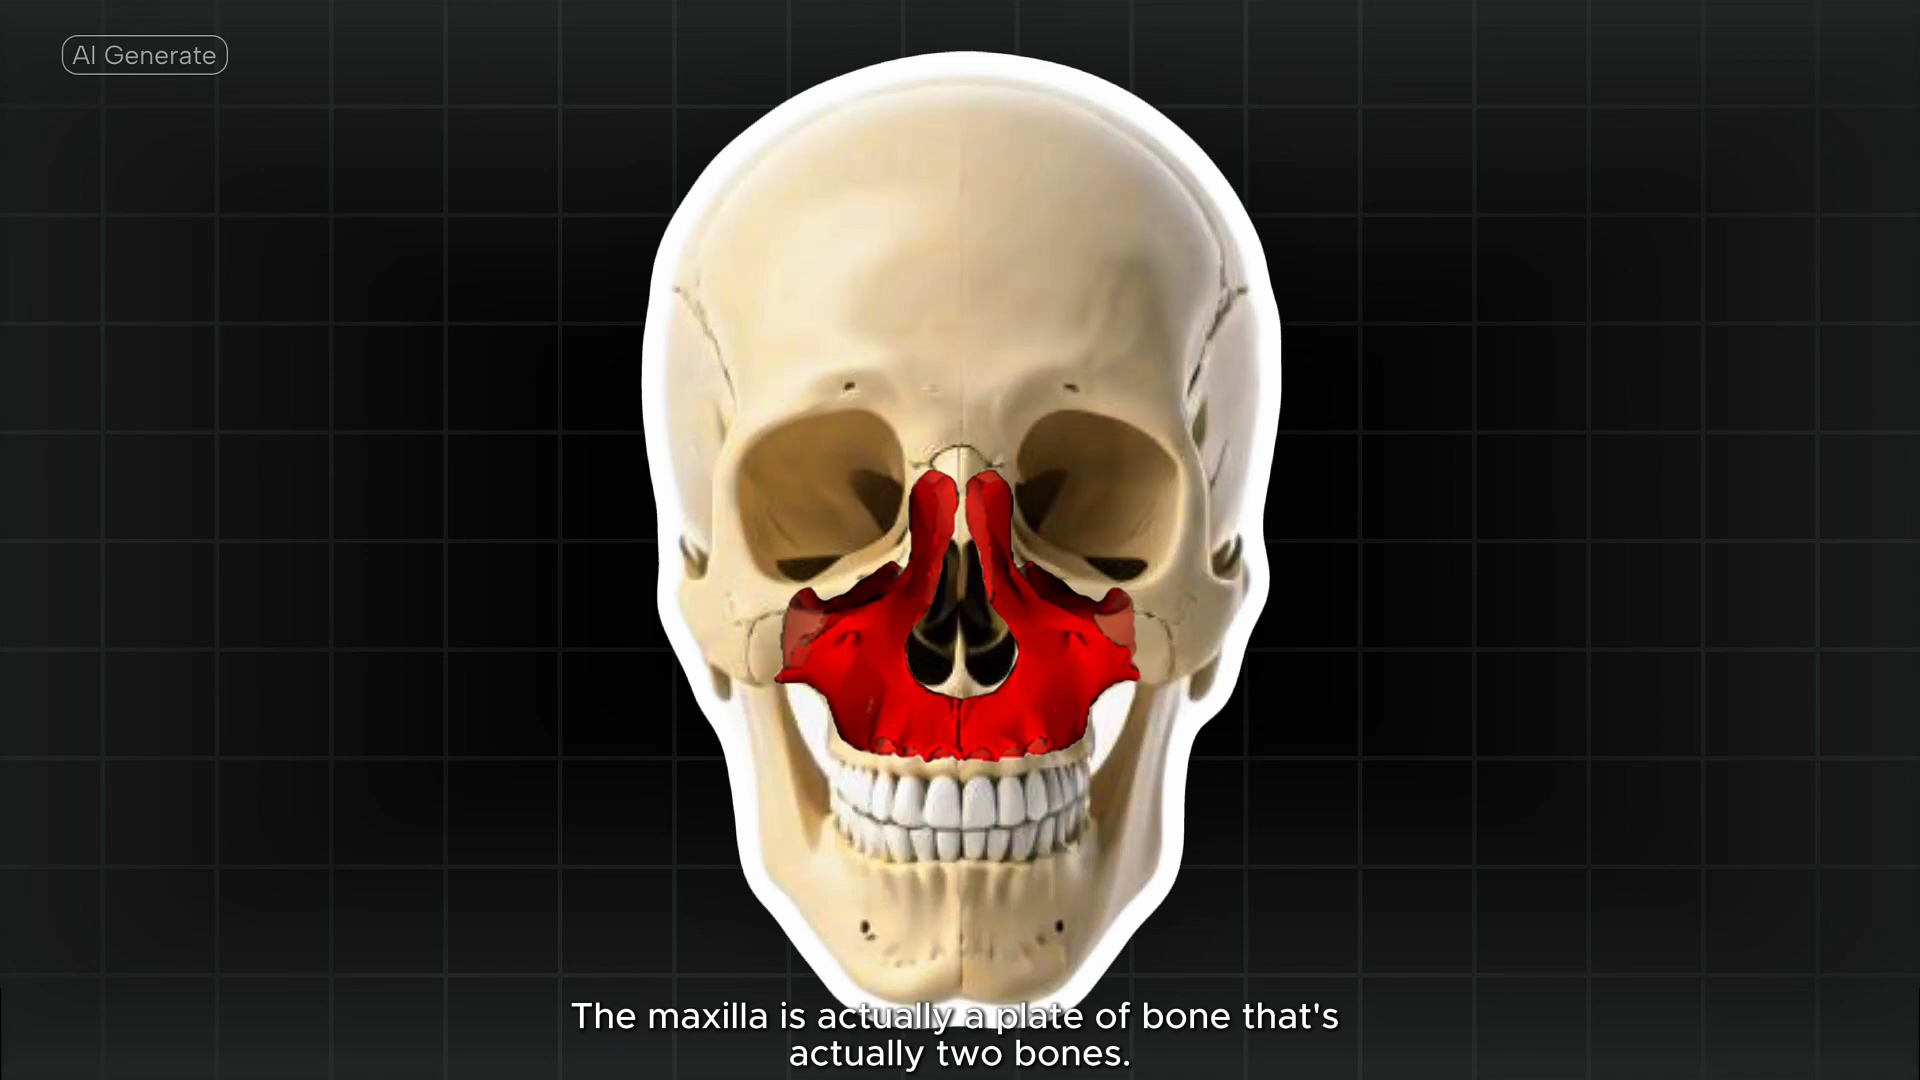 AI Generate
The maxilla is actually a plate of bone that's
actually two bones.